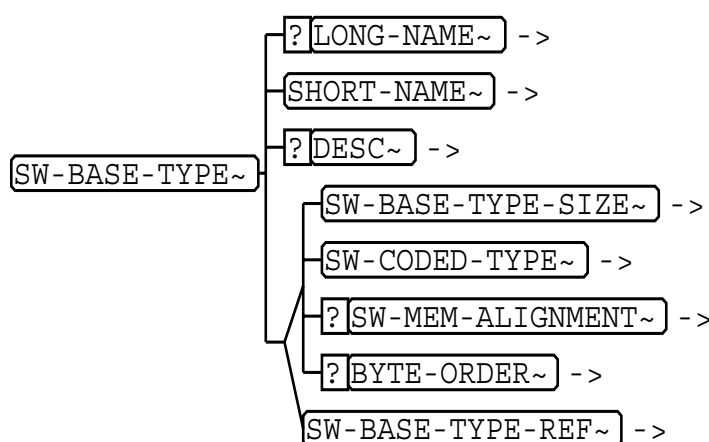 ?LONG-NAME~ ->
SHORT-NAME~ ->
?DESC~ ->
SW-BASE-TYPE~
SW-BASE-TYPE-SIZE~ ->
SW-CODED-TYPE~ ->
?SW-MEM-ALIGNMENT~ ->
?BYTE-ORDER~ ->
SW-BASE-TYPE-REF~ ->